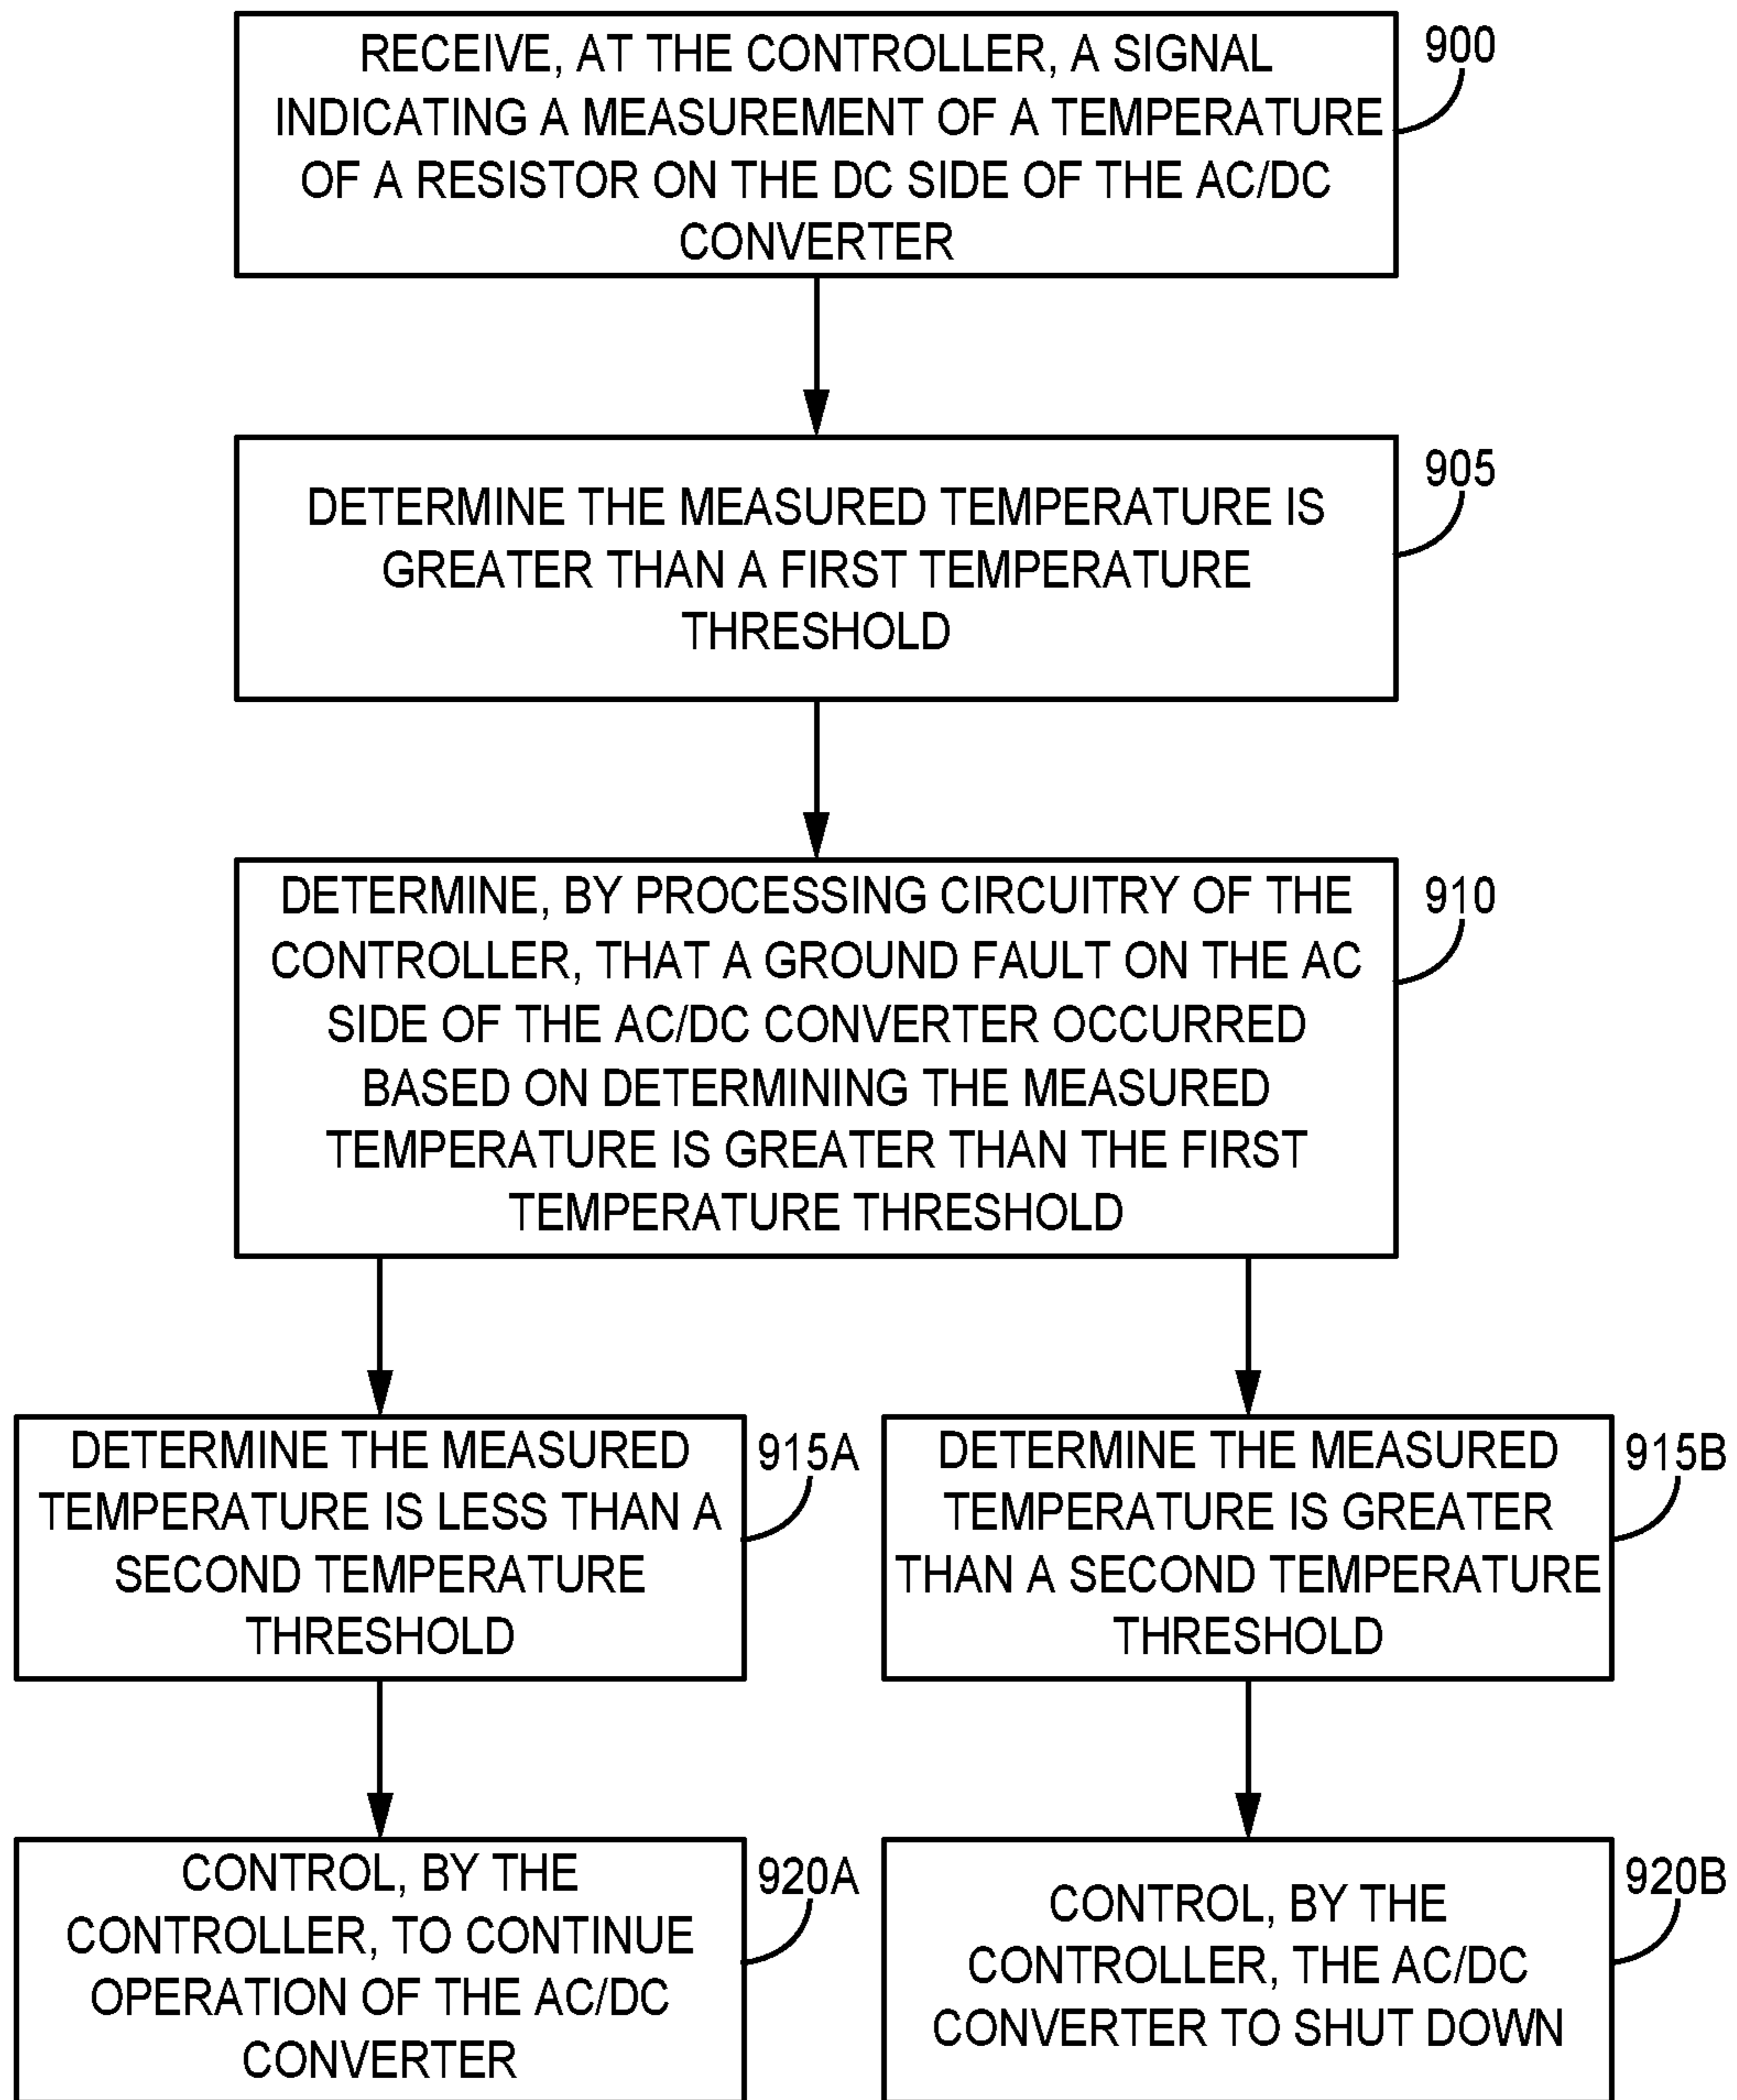 RECEIVE, AT THE CONTROLLER, A SIGNAL
INDICATING A MEASUREMENT OF A TEMPERATURE
OF A RESISTOR ON THE DC SIDE OF THE AC/DC
CONVERTER
900
DETERMINE THE MEASURED TEMPERATURE IS
GREATER THAN A FIRST TEMPERATURE
THRESHOLD
905
DETERMINE, BY PROCESSING CIRCUITRY OF THE
CONTROLLER, THAT A GROUND FAULT ON THE AC
SIDE OF THE AC/DC CONVERTER OCCURRED
BASED ON DETERMINING THE MEASURED
TEMPERATURE IS GREATER THAN THE FIRST
TEMPERATURE THRESHOLD
910
DETERMINE THE MEASURED
TEMPERATURE IS LESS THAN A
SECOND TEMPERATURE
THRESHOLD
915A
DETERMINE THE MEASURED
TEMPERATURE IS GREATER
THAN A SECOND TEMPERATURE
THRESHOLD
915B
CONTROL, BY THE
CONTROLLER, TO CONTINUE
OPERATION OF THE AC/DC
CONVERTER
920A
CONTROL, BY THE
CONTROLLER, THE AC/DC
CONVERTER TO SHUT DOWN
920B